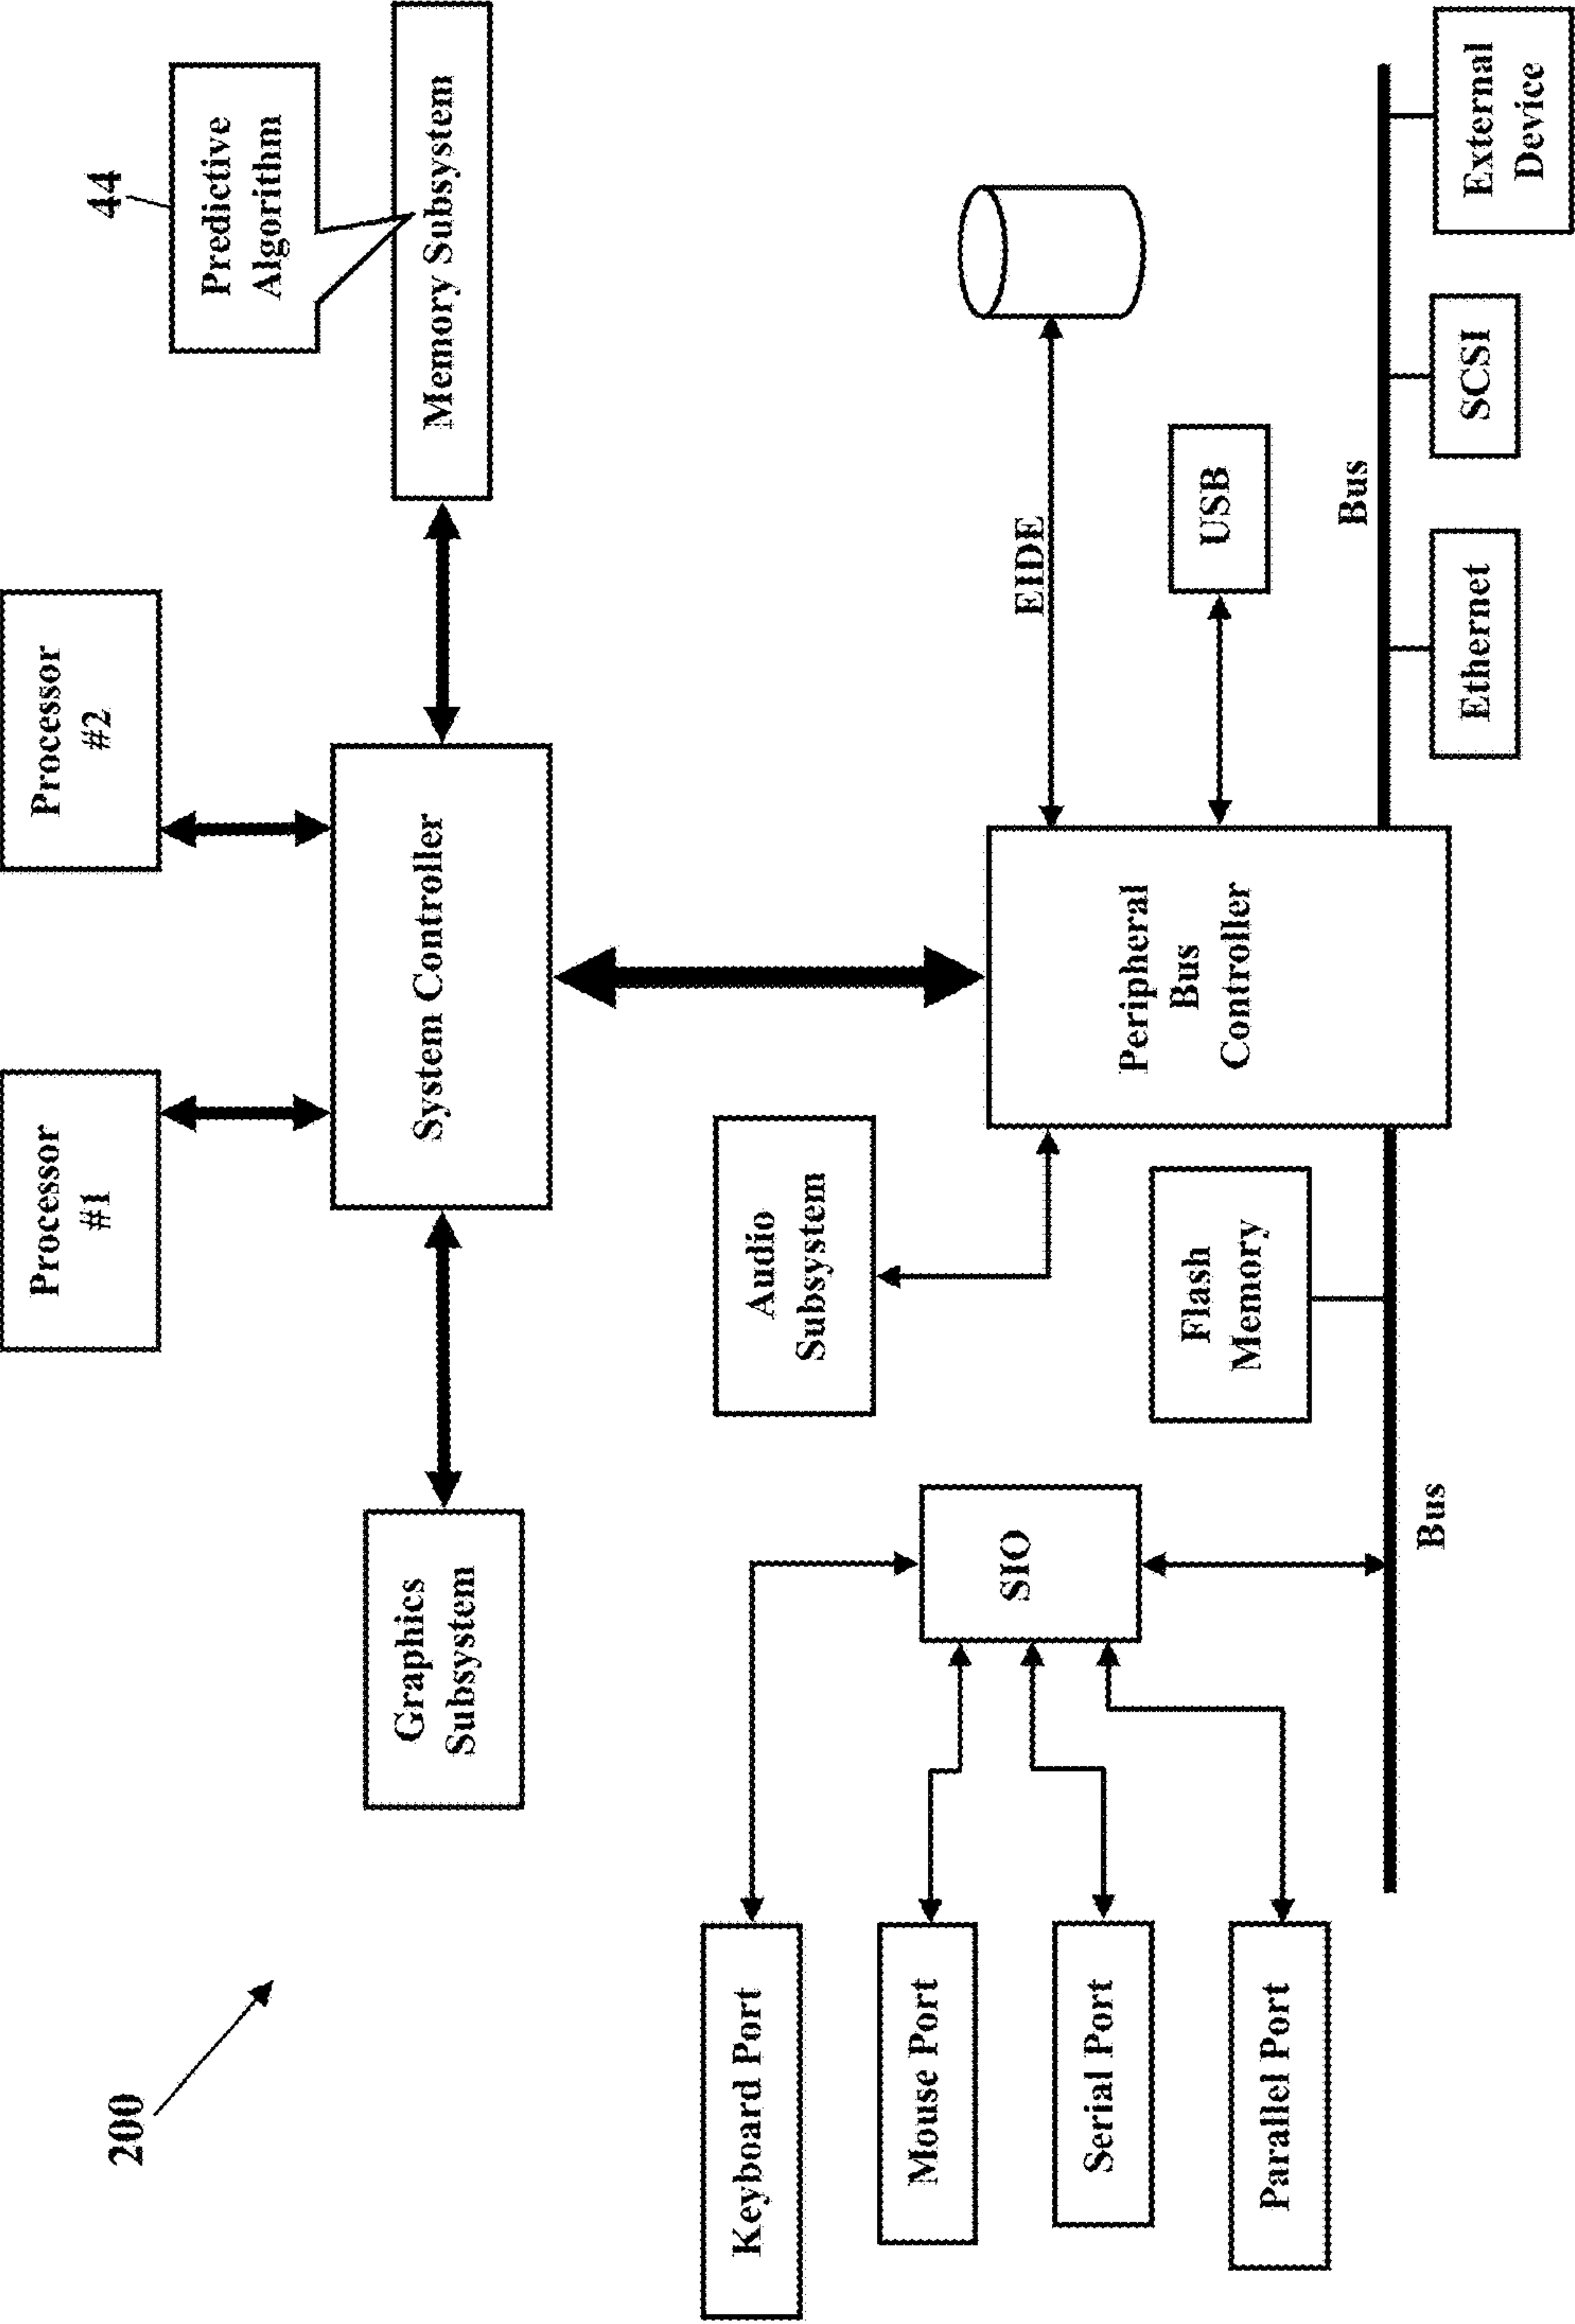 200
Processor
#1
Processor
#2
44
Predictive
Algorithm
Graphics
Subsystem
System Controller
Memory Subsystem
Keyboard Port
Mouse Port
Serial Port
Parallel Port
SIO
Audio
Subsystem
Flash
Memory
Bus
Peripheral
Bus
Controller
EIDE
USB
Bus
Ethernet
SCSI
External
Device